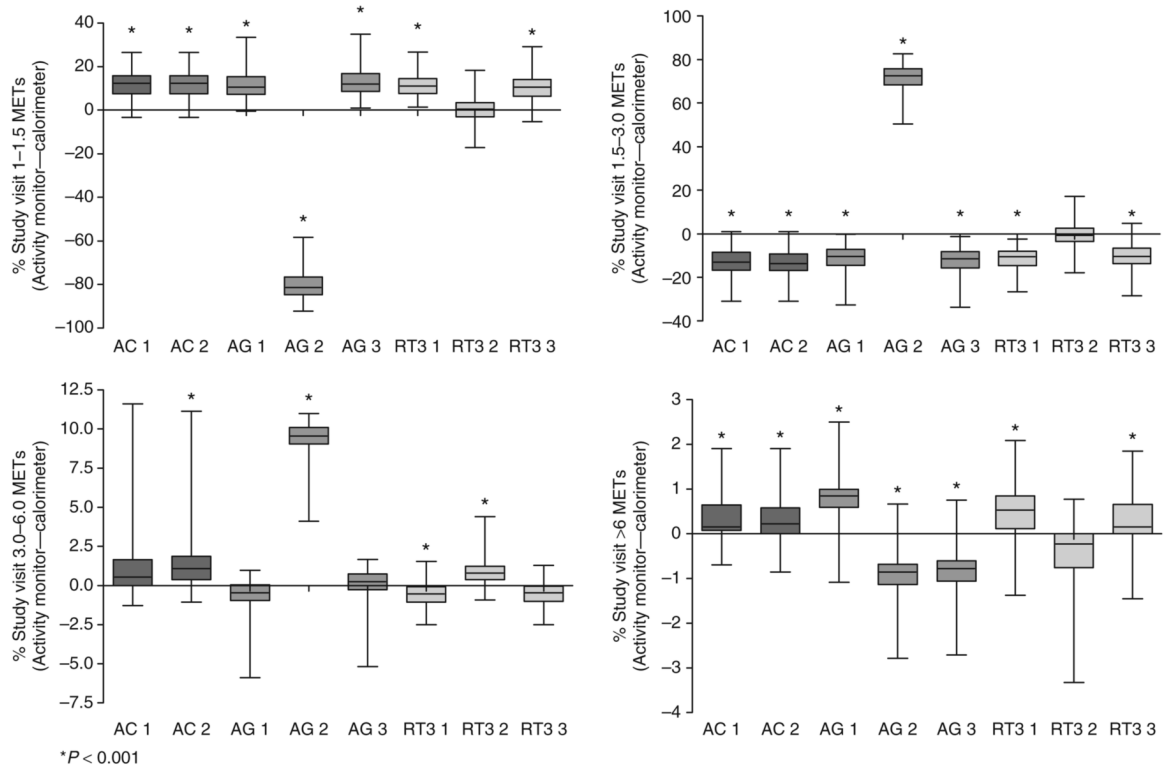 % Study visit 1–1.5 METs
(Activity monitor—calorimeter)
40
20
0
−20
−40
−60
−80
−100
* * * * * * *
AC 1 AC 2 AG 1 AG 2 AG 3 RT3 1 RT3 2 RT3 3
% Study visit 1.5–3.0 METs
(Activity monitor—calorimeter)
100
80
60
40
20
0
−20
−40
* * * * * * *
AC 1 AC 2 AG 1 AG 2 AG 3 RT3 1 RT3 2 RT3 3
% Study visit 3.0–6.0 METs
(Activity monitor—calorimeter)
12.5
10.0
7.5
5.0
2.5
0.0
−2.5
−5.0
−7.5
* * * *
AC 1 AC 2 AG 1 AG 2 AG 3 RT3 1 RT3 2 RT3 3
% Study visit >6 METs
(Activity monitor—calorimeter)
3
2
1
0
−1
−2
−3
−4
* * * * * * *
AC 1 AC 2 AG 1 AG 2 AG 3 RT3 1 RT3 2 RT3 3
*P < 0.001